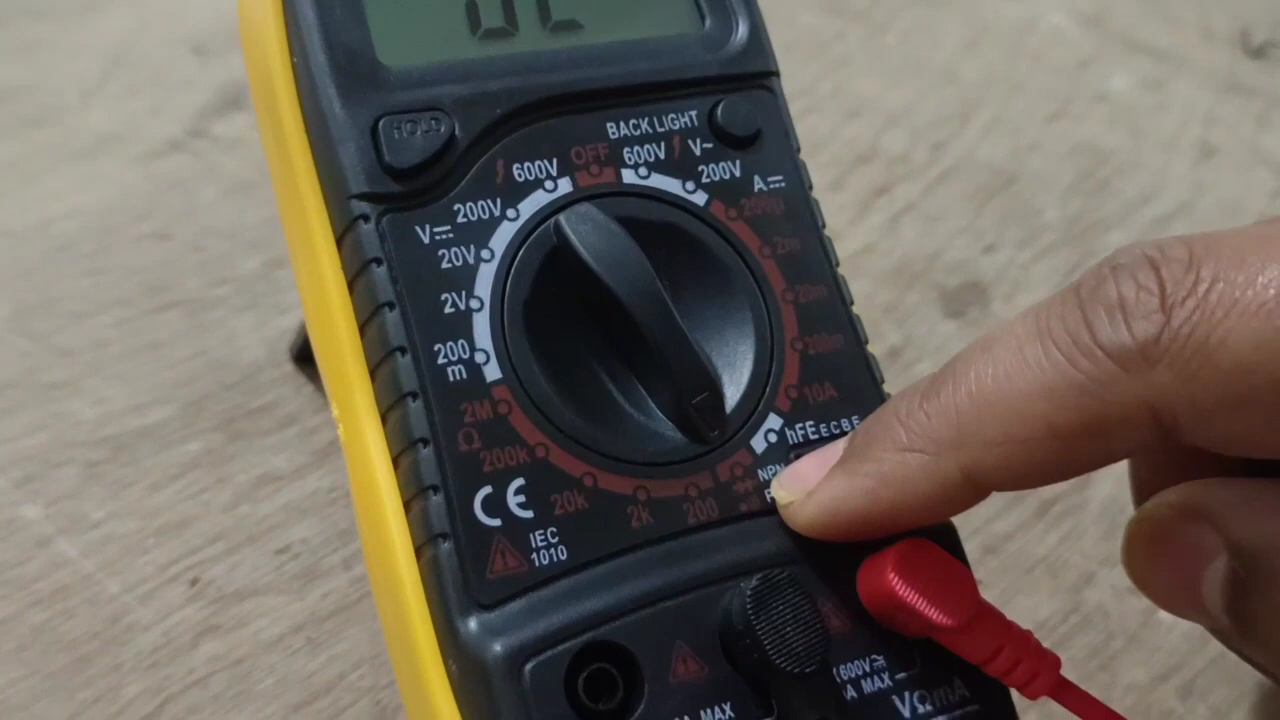 OL
HOLD
BACK LIGHT
OFF
600V
600V
V~
200V
200V
A
V
200µ
20V
2m
2V
20m
200
m
200m
2M
10A
Ω
hFE E C B E
200k
NPN
20k
2k
200
CE
IEC
1010
600V
A MAX
MAX
VΩmA